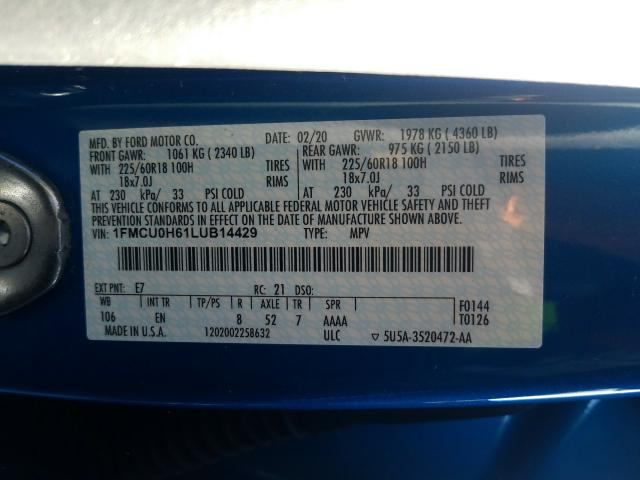 MFD. BY FORD MOTOR CO. DATE: 02/20 GVWR: 1978 KG (4360 LB)
FRONT GAWR: 1061 KG (2340 LB) REAR GAWR: 975 KG (2150 LB)
WITH 225/60R18 100H TIRES WITH 225/60R18 100H TIRES
18x7.0J RIMS 18x7.0J RIMS
AT 230 kPa/ 33 PSI COLD AT 230 kPa/ 33 PSI COLD
THIS VEHICLE CONFORMS TO ALL APPLICABLE FEDERAL MOTOR VEHICLE SAFETY AND THEFT
PREVENTION STANDARDS IN EFFECT ON THE DATE OF MANUFACTURE SHOWN ABOVE.
VIN: 1FMCU0H61LUB14429 TYPE: MPV
EXT PNT: E7 RC: 21 DSO:
WB INT TR TP/PS R AXLE TR SPR F0144
106 EN 8 52 7 AAAA T0126
MADE IN U.S.A. 1202002258632 ULC ▽ 5U5A-3520472-AA